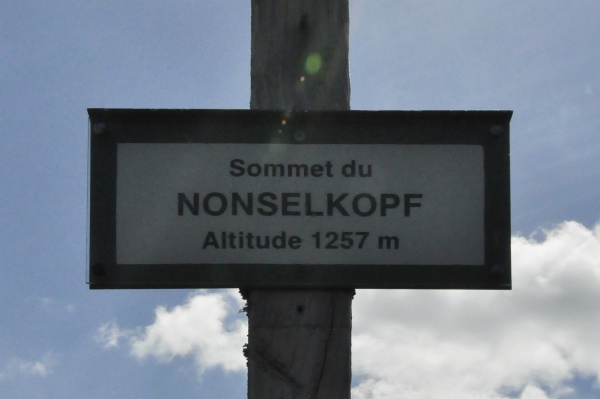 Sommet du
NONSELKOPF
Altitude 1257 m